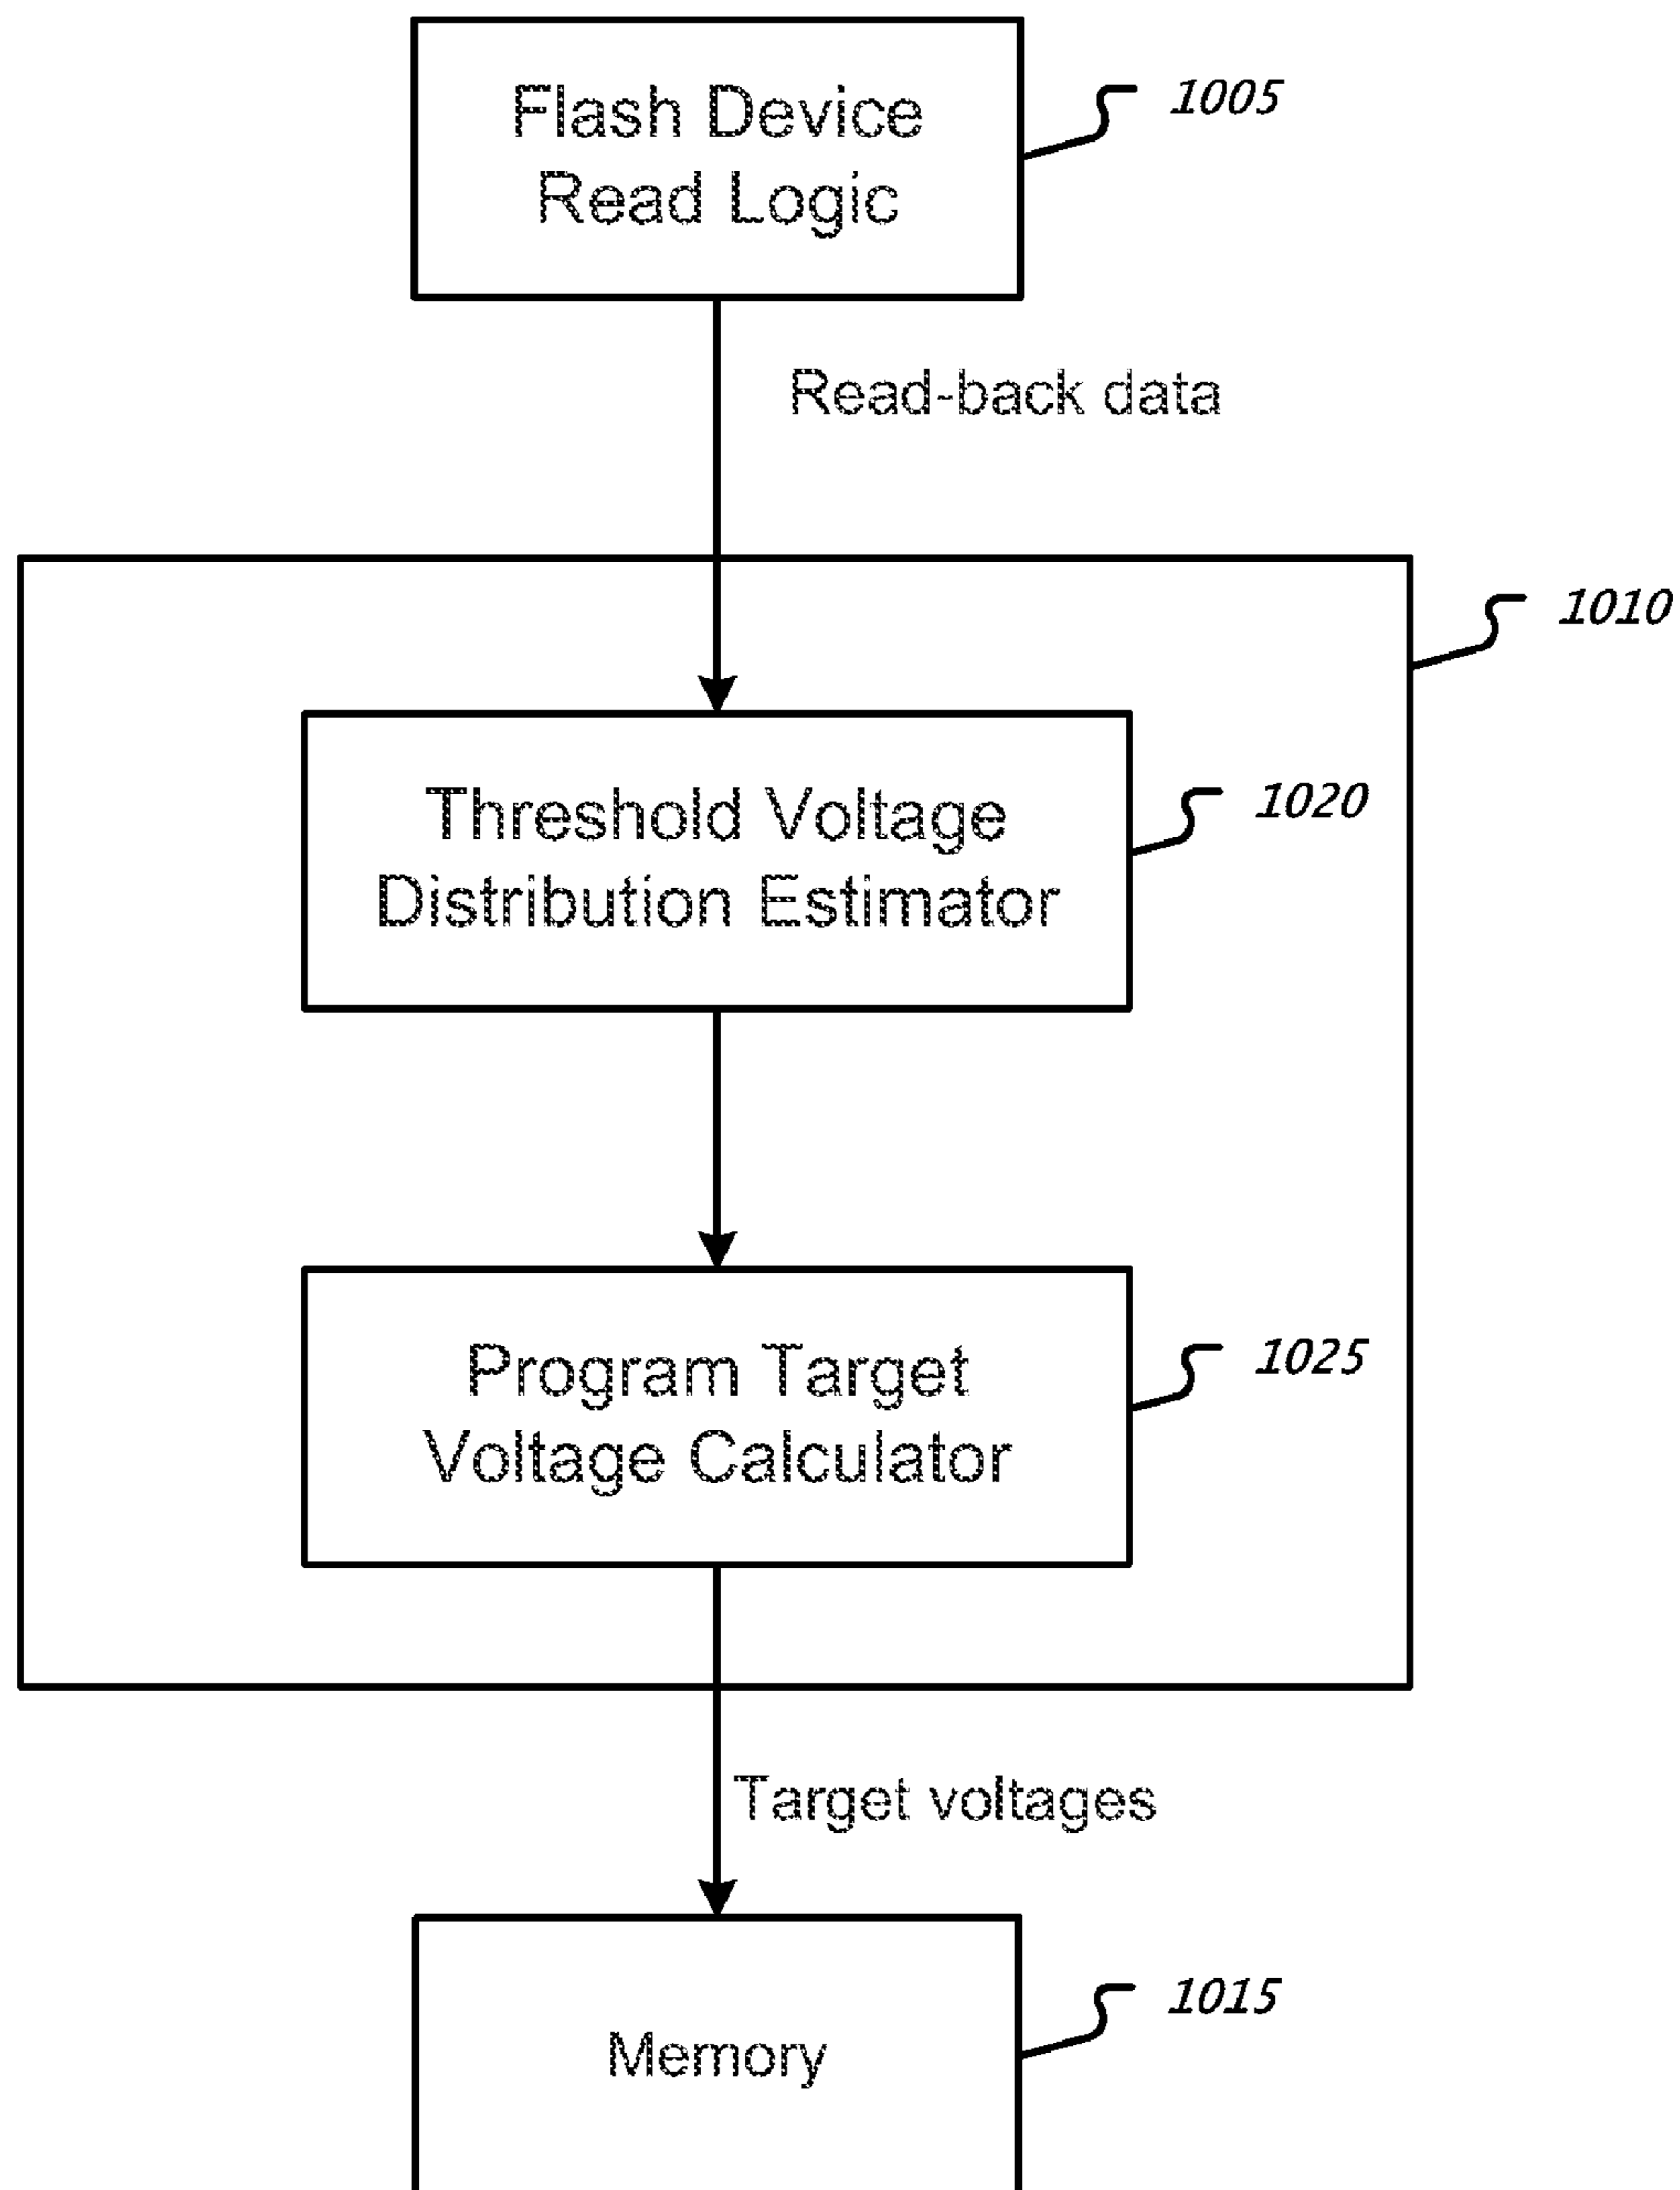 Flash Device
Read Logic
1005
Read-back data
1010
Threshold Voltage
Distribution Estimator
1020
Program Target
Voltage Calculator
1025
Target voltages
Memory
1015